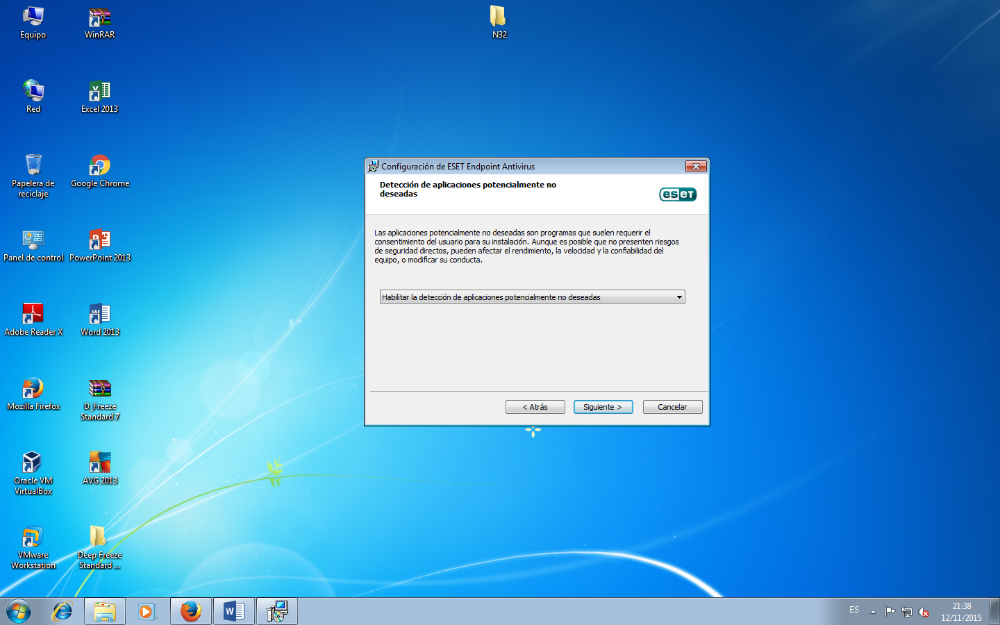 Equipo
WinRAR
N32
Red
Excel 2013
Papelera de
reciclaje
Google Chrome
Panel de control
PowerPoint 2013
Adobe Reader X
Word 2013
Mozilla Firefox
D_Freeze
Standard 7
Oracle VM
VirtualBox
AVG 2013
VMware
Workstation
Deep Freeze
Standard ...
Configuración de ESET Endpoint Antivirus
Detección de aplicaciones potencialmente no
deseadas
eseT
Las aplicaciones potencialmente no deseadas son programas que suelen requerir el
consentimiento del usuario para su instalación. Aunque es posible que no presenten riesgos
de seguridad directos, pueden afectar el rendimiento, la velocidad y la confiabilidad del
equipo, o modificar su conducta.
Habilitar la detección de aplicaciones potencialmente no deseadas
< Atrás
Siguiente >
Cancelar
ES
21:38
12/11/2015